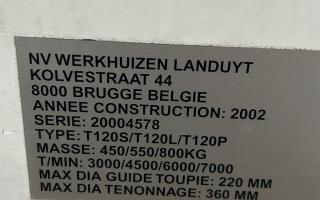 NV WERKHUIZEN LANDUYT
KOLVESTRAAT 44
8000 BRUGGE BELGIE
ANNEE CONSTRUCTION: 2002
SERIE: 20004578
TYPE: T120S/T120L/T120P
MASSE: 450/550/800KG
T/MIN: 3000/4500/6000/7000
MAX DIA GUIDE TOUPIE: 220 MM
MAX DIA TENONNAGE: 360 MM